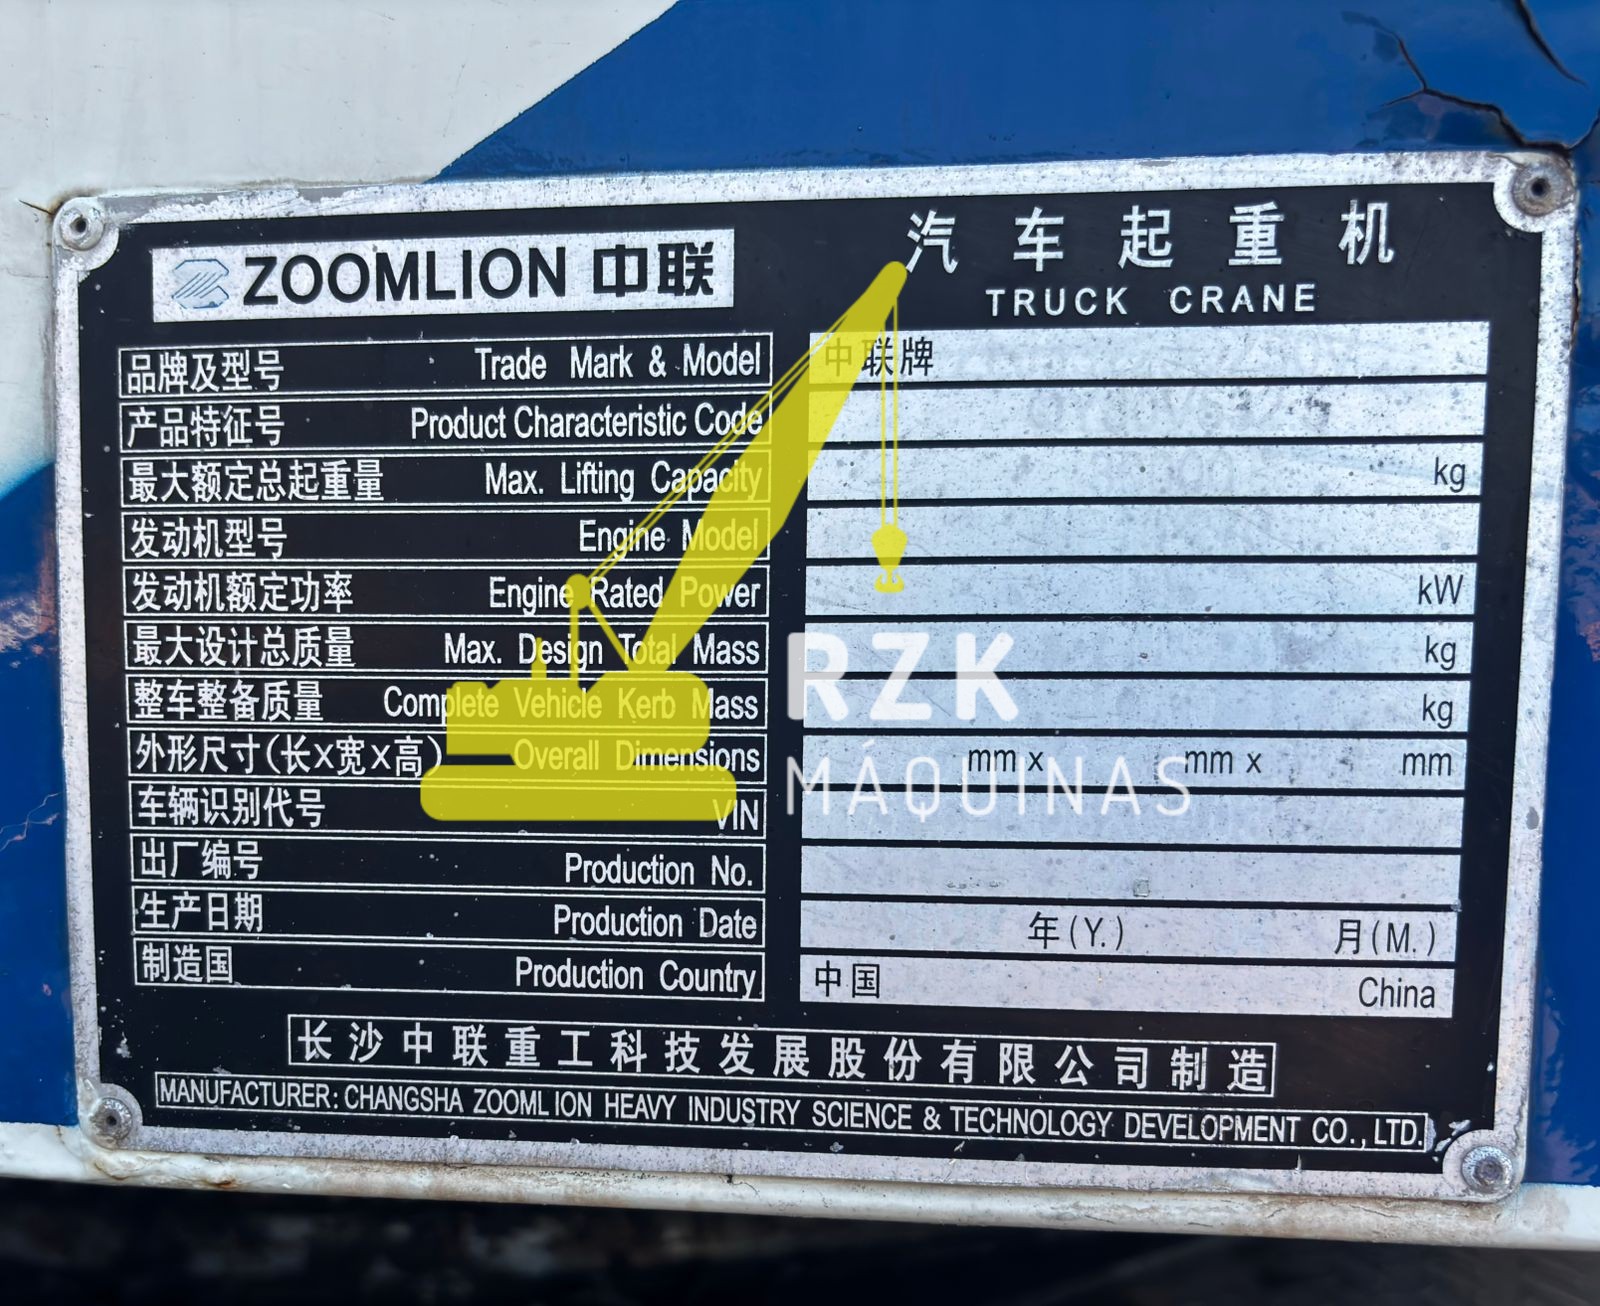 ZOOMLION 中联
汽车起重机
TRUCK CRANE
品牌及型号 Trade Mark & Model 中联牌
产品特征号 Product Characteristic Code
最大额定总起重量 Max. Lifting Capacity kg
发动机型号 Engine Model
发动机额定功率 Engine Rated Power kW
最大设计总质量 Max. Design Total Mass kg
整车整备质量 Complete Vehicle Kerb Mass kg
外形尺寸(长x宽x高) Overall Dimensions mm x mm x mm
车辆识别代号 VIN
出厂编号 Production No.
生产日期 Production Date 年(Y.) 月(M.)
制造国 Production Country 中国 China
长沙中联重工科技发展股份有限公司制造
MANUFACTURER: CHANGSHA ZOOMLION HEAVY INDUSTRY SCIENCE & TECHNOLOGY DEVELOPMENT CO., LTD.
RZK
MÁQUINAS